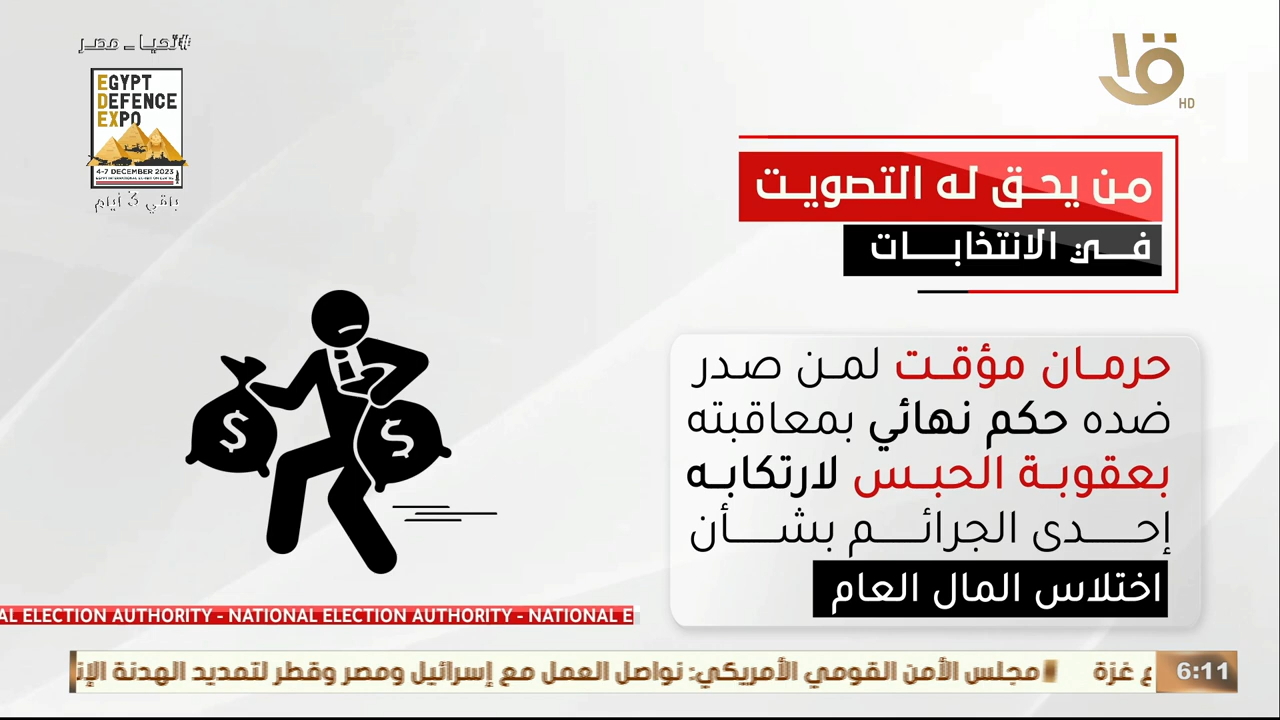 #تحيا_مصر
EGYPT
DEFENCE
EXPO
4-7 DECEMBER 2023
باقي 3 أيام
HD
من يحق له التصويت
في الانتخابات
حرمان مؤقت لمن صدر
ضده حكم نهائي بمعاقبته
بعقوبة الحبس لارتكابه
إحدى الجرائم بشأن
اختلاس المال العام
$ $
AL ELECTION AUTHORITY - NATIONAL ELECTION AUTHORITY - NATIONAL E
6:11 ع غزة مجلس الأمن القومي الأمريكي: نواصل العمل مع إسرائيل ومصر وقطر لتمديد الهدنة الإن